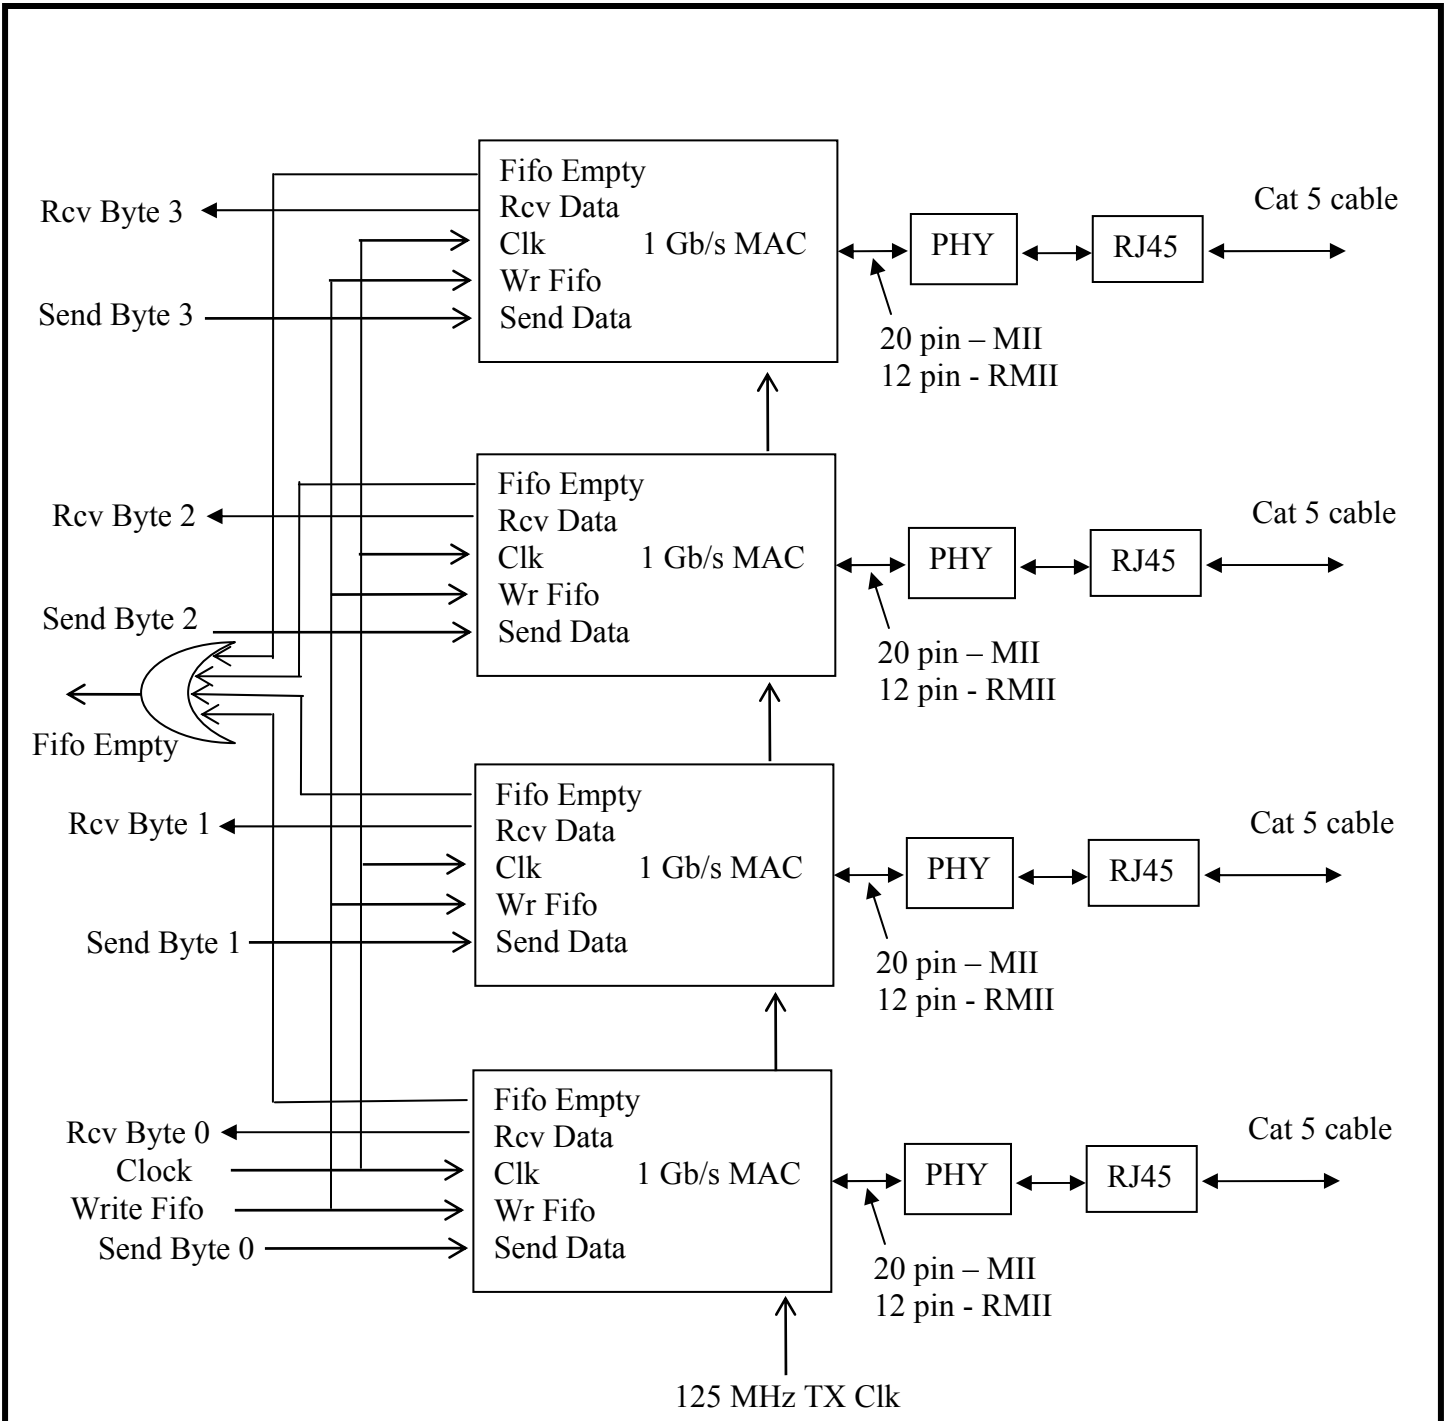 Fifo Empty
Rcv Data
Clk 1 Gb/s MAC
Wr Fifo
Send Data
Rcv Byte 3
Send Byte 3
PHY
RJ45
Cat 5 cable
20 pin – MII
12 pin - RMII
Fifo Empty
Rcv Data
Clk 1 Gb/s MAC
Wr Fifo
Send Data
Rcv Byte 2
Send Byte 2
PHY
RJ45
Cat 5 cable
20 pin – MII
12 pin - RMII
Fifo Empty
Fifo Empty
Rcv Data
Clk 1 Gb/s MAC
Wr Fifo
Send Data
Rcv Byte 1
Send Byte 1
PHY
RJ45
Cat 5 cable
20 pin – MII
12 pin - RMII
Fifo Empty
Rcv Data
Clk 1 Gb/s MAC
Wr Fifo
Send Data
Rcv Byte 0
Clock
Write Fifo
Send Byte 0
PHY
RJ45
Cat 5 cable
20 pin – MII
12 pin - RMII
125 MHz TX Clk